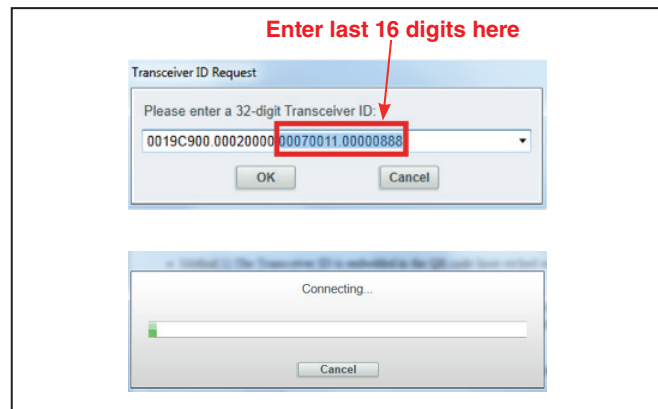 Enter last 16 digits here
Transceiver ID Request
Please enter a 32-digit Transceiver ID:
0019C900.00020000.00070011.00000888
OK Cancel
Connecting...
Cancel